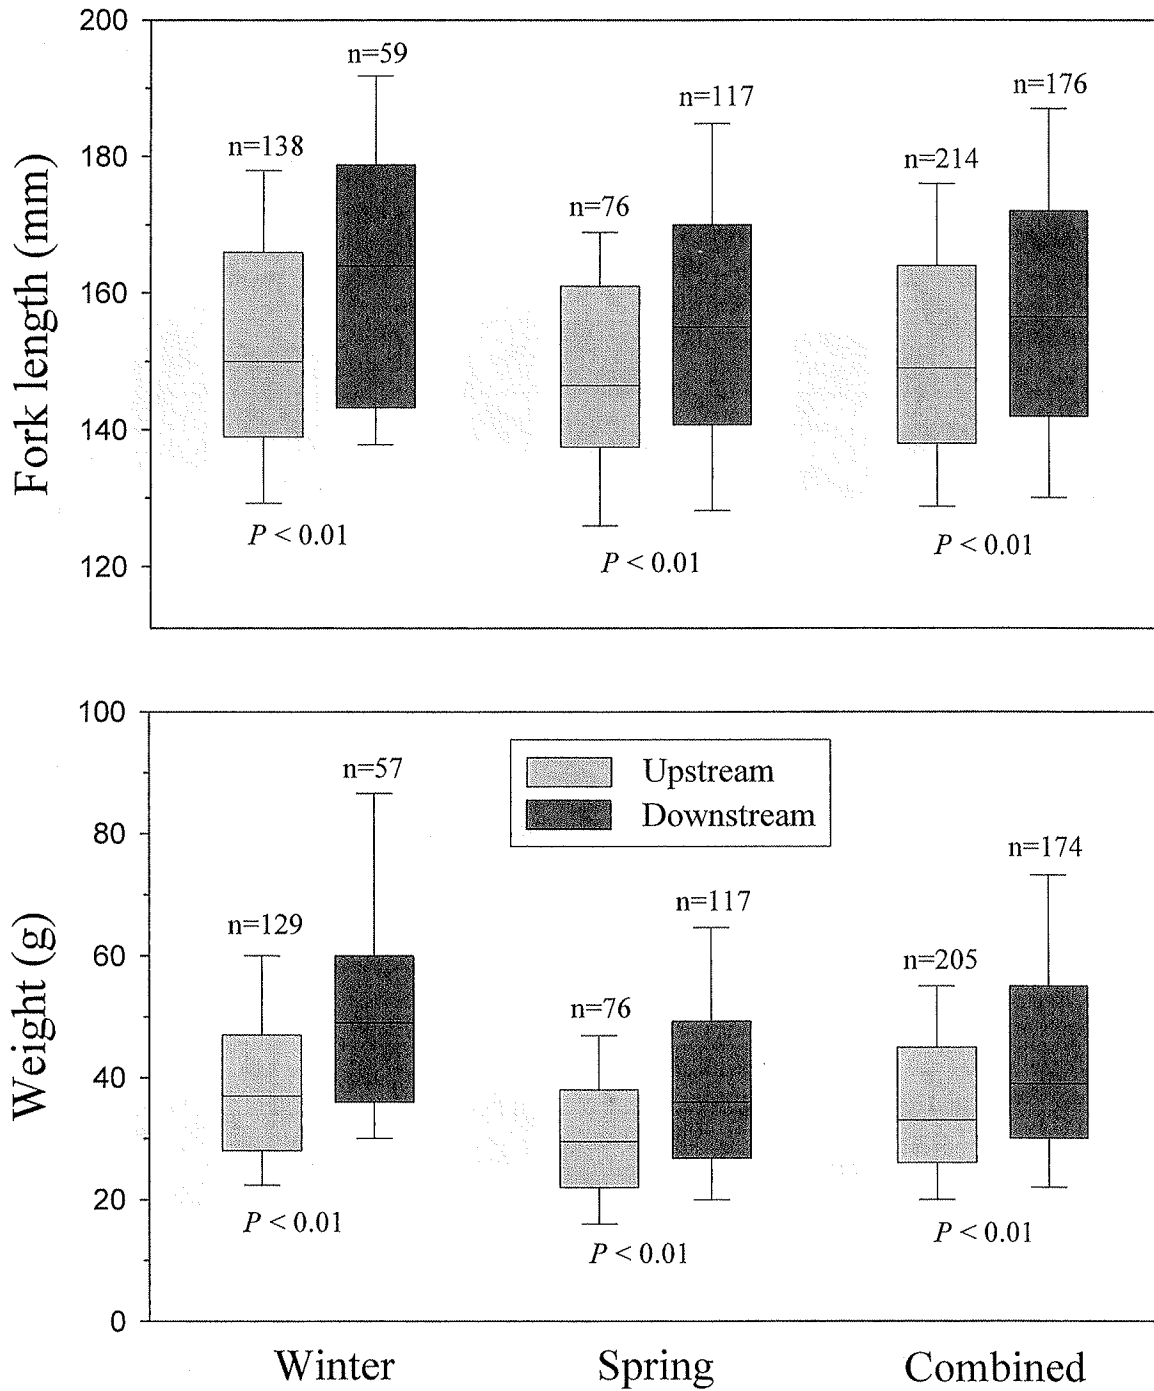 200
n=59
n=117
n=176
180
n=138
n=214
n=76
160
140
P < 0.01
P < 0.01
P < 0.01
120
Fork length (mm)
100
n=57
Upstream
Downstream
80
n=174
n=129
n=117
60
n=205
n=76
40
20
P < 0.01
P < 0.01
P < 0.01
0
Weight (g)
Winter
Spring
Combined